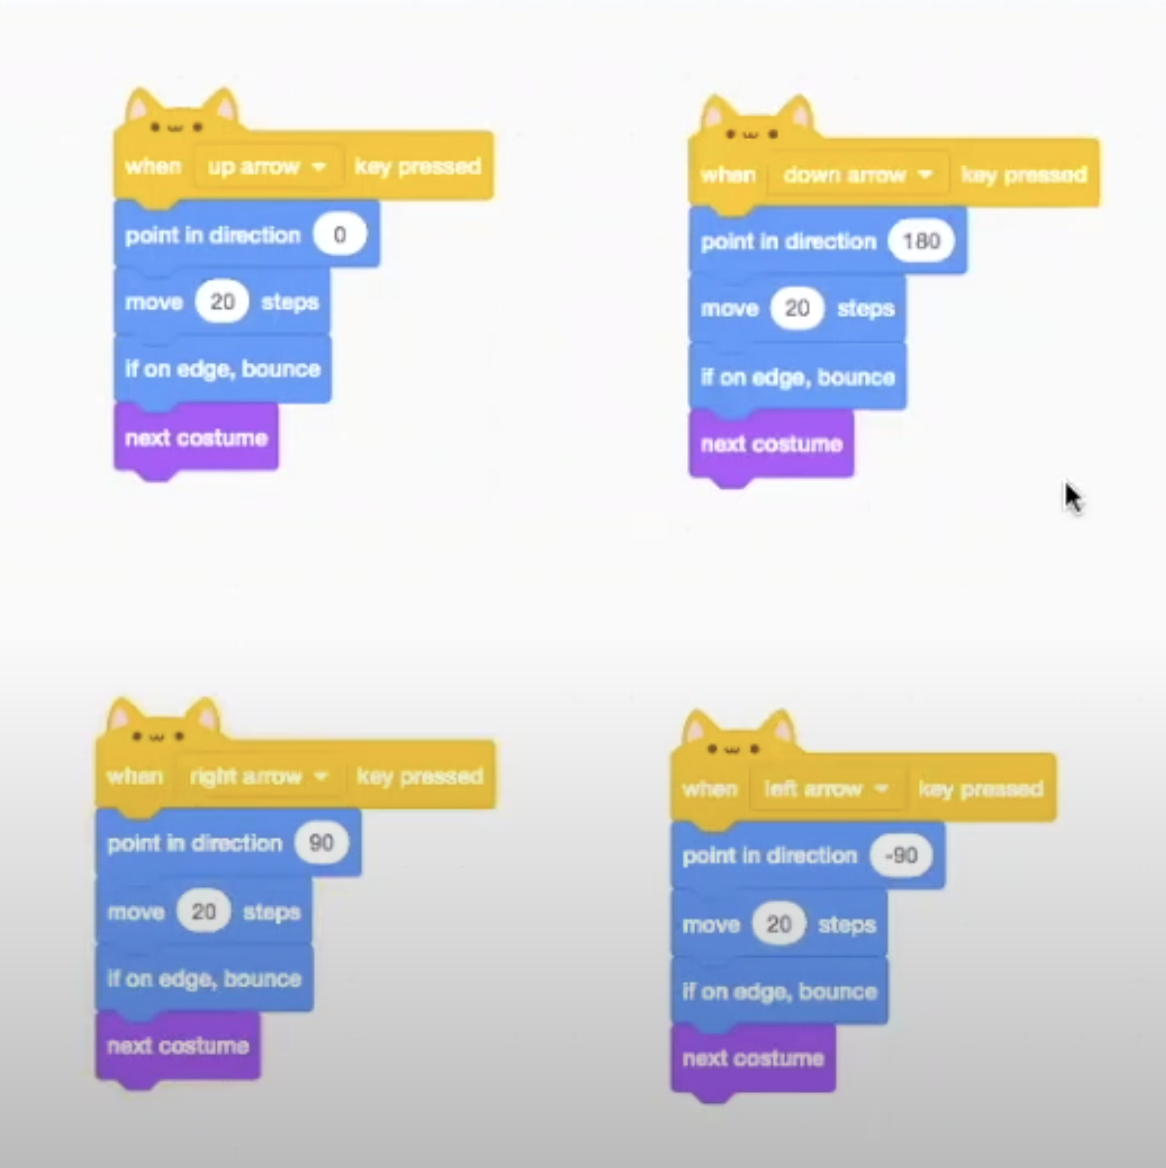 when up arrow key pressed
point in direction 0
move 20 steps
if on edge, bounce
next costume
when down arrow key pressed
point in direction 180
move 20 steps
if on edge, bounce
next costume
when right arrow key pressed
point in direction 90
move 20 steps
if on edge, bounce
next costume
when left arrow key pressed
point in direction -90
move 20 steps
if on edge, bounce
next costume